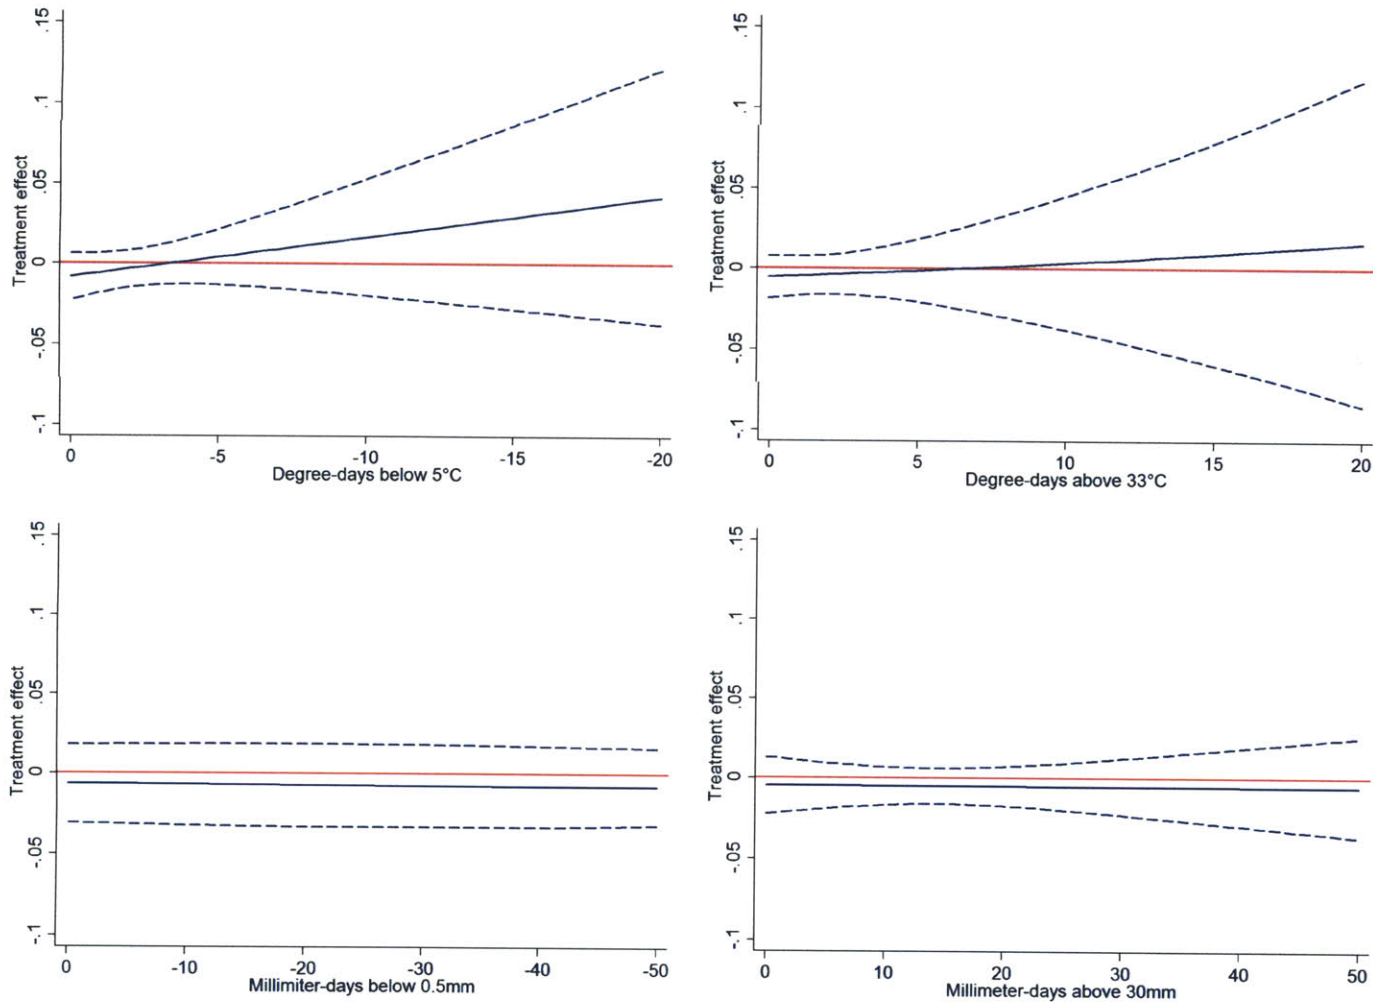 .15
.1
.05
0
-.05
-.1
Treatment effect
0 -5 -10 -15 -20
Degree-days below 5°C
.15
.1
.05
0
-.05
-.1
Treatment effect
0 5 10 15 20
Degree-days above 33°C
.15
.1
.05
0
-.05
-.1
Treatment effect
0 -10 -20 -30 -40 -50
Millimiter-days below 0.5mm
.15
.1
.05
0
-.05
-.1
Treatment effect
0 10 20 30 40 50
Millimeter-days above 30mm